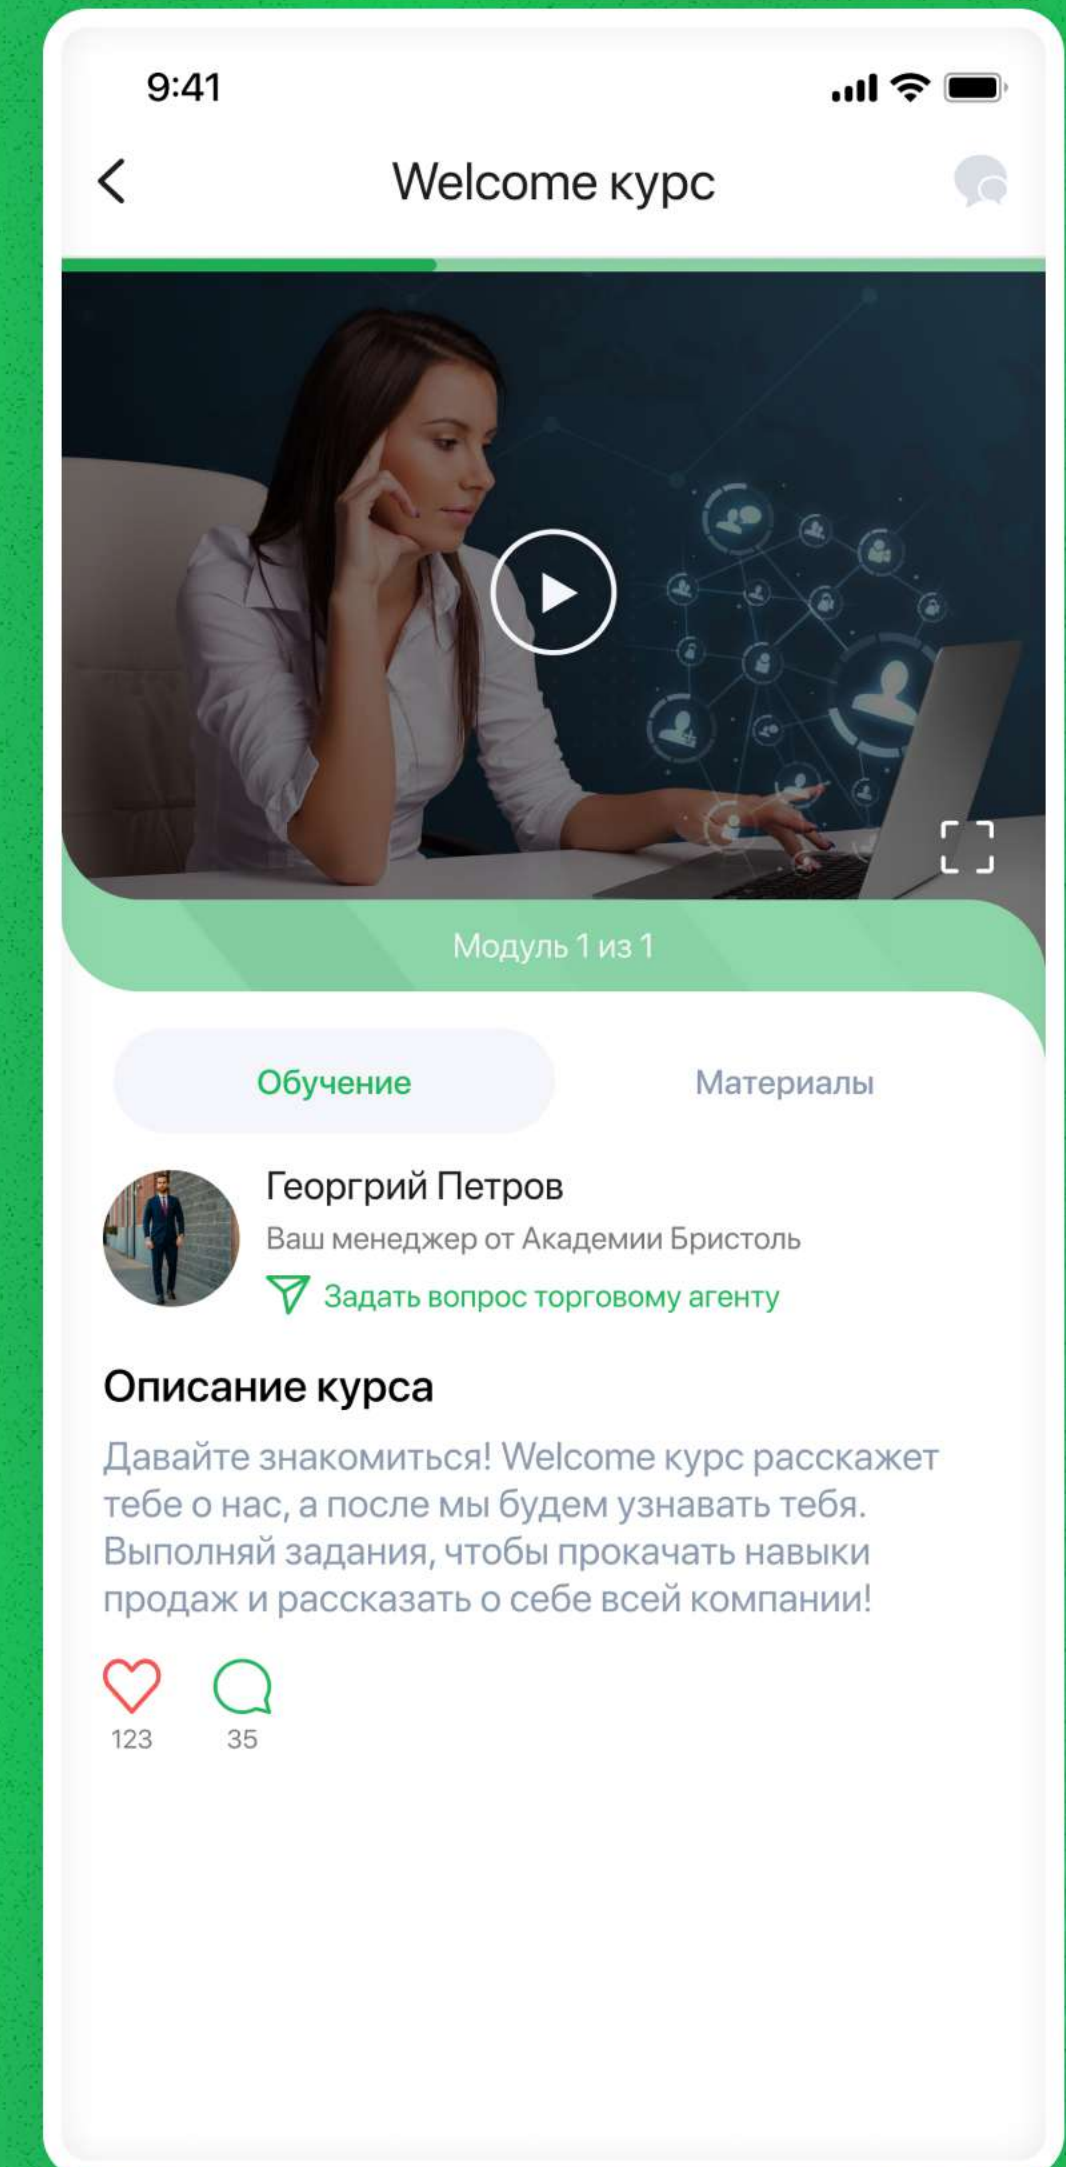 9:41
Welcome курс
Модуль 1 из 1
Обучение
Материалы
Георгрий Петров
Ваш менеджер от Академии Бристоль
Задать вопрос торговому агенту
Описание курса
Давайте знакомиться! Welcome курс расскажет
тебе о нас, а после мы будем узнавать тебя.
Выполняй задания, чтобы прокачать навыки
продаж и рассказать о себе всей компании!
123
35